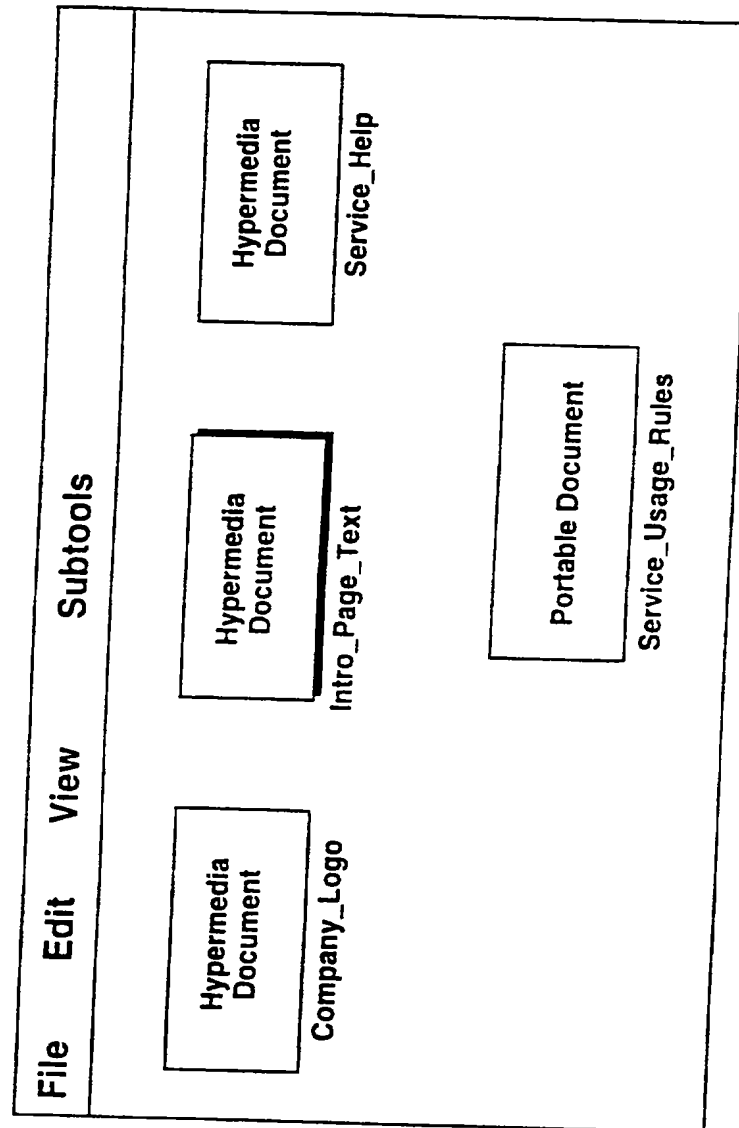 File Edit View Subtools
Hypermedia
Document
Company_Logo
Hypermedia
Document
Intro_Page_Text
Hypermedia
Document
Service_Help
Portable Document
Service_Usage_Rules